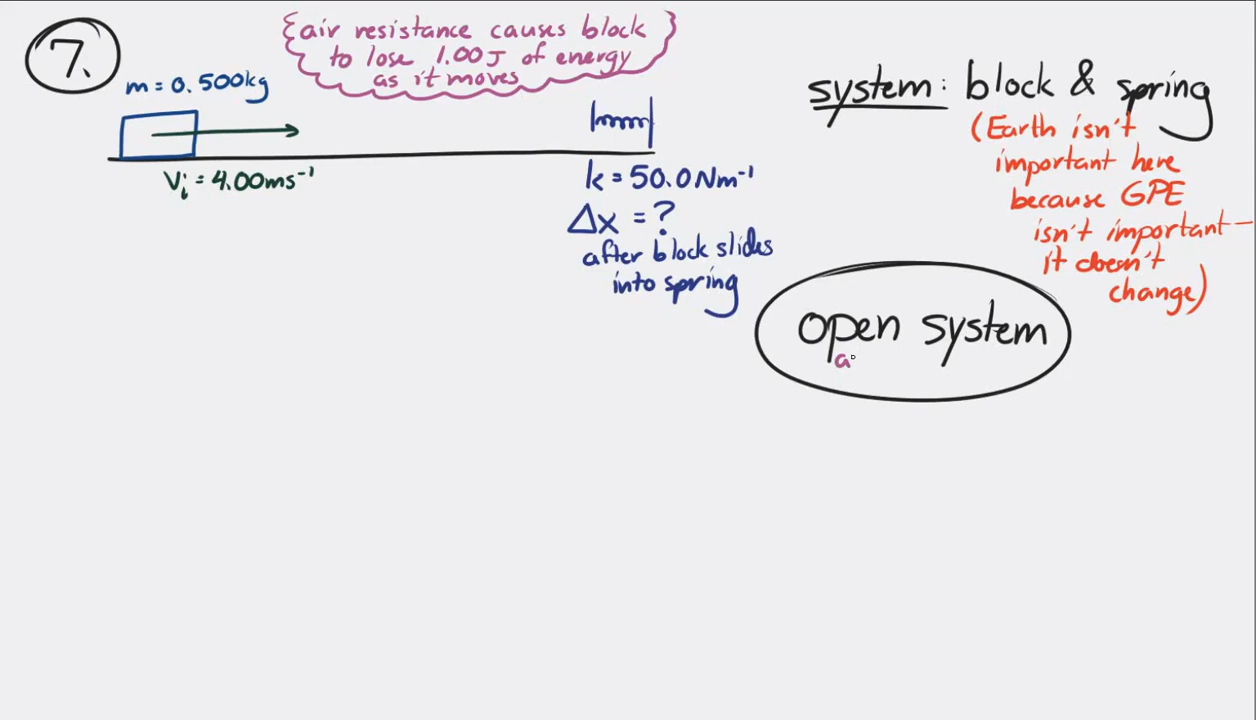 7.
air resistance causes block
to lose 1.00 J of energy
as it moves
m = 0.500kg
Vi = 4.00ms⁻¹
k = 50.0 Nm⁻¹
Δx = ?
after block slides
into spring
system: block & spring
(Earth isn't
important here
because GPE
isn't important—
it doesn't
change)
open system
a